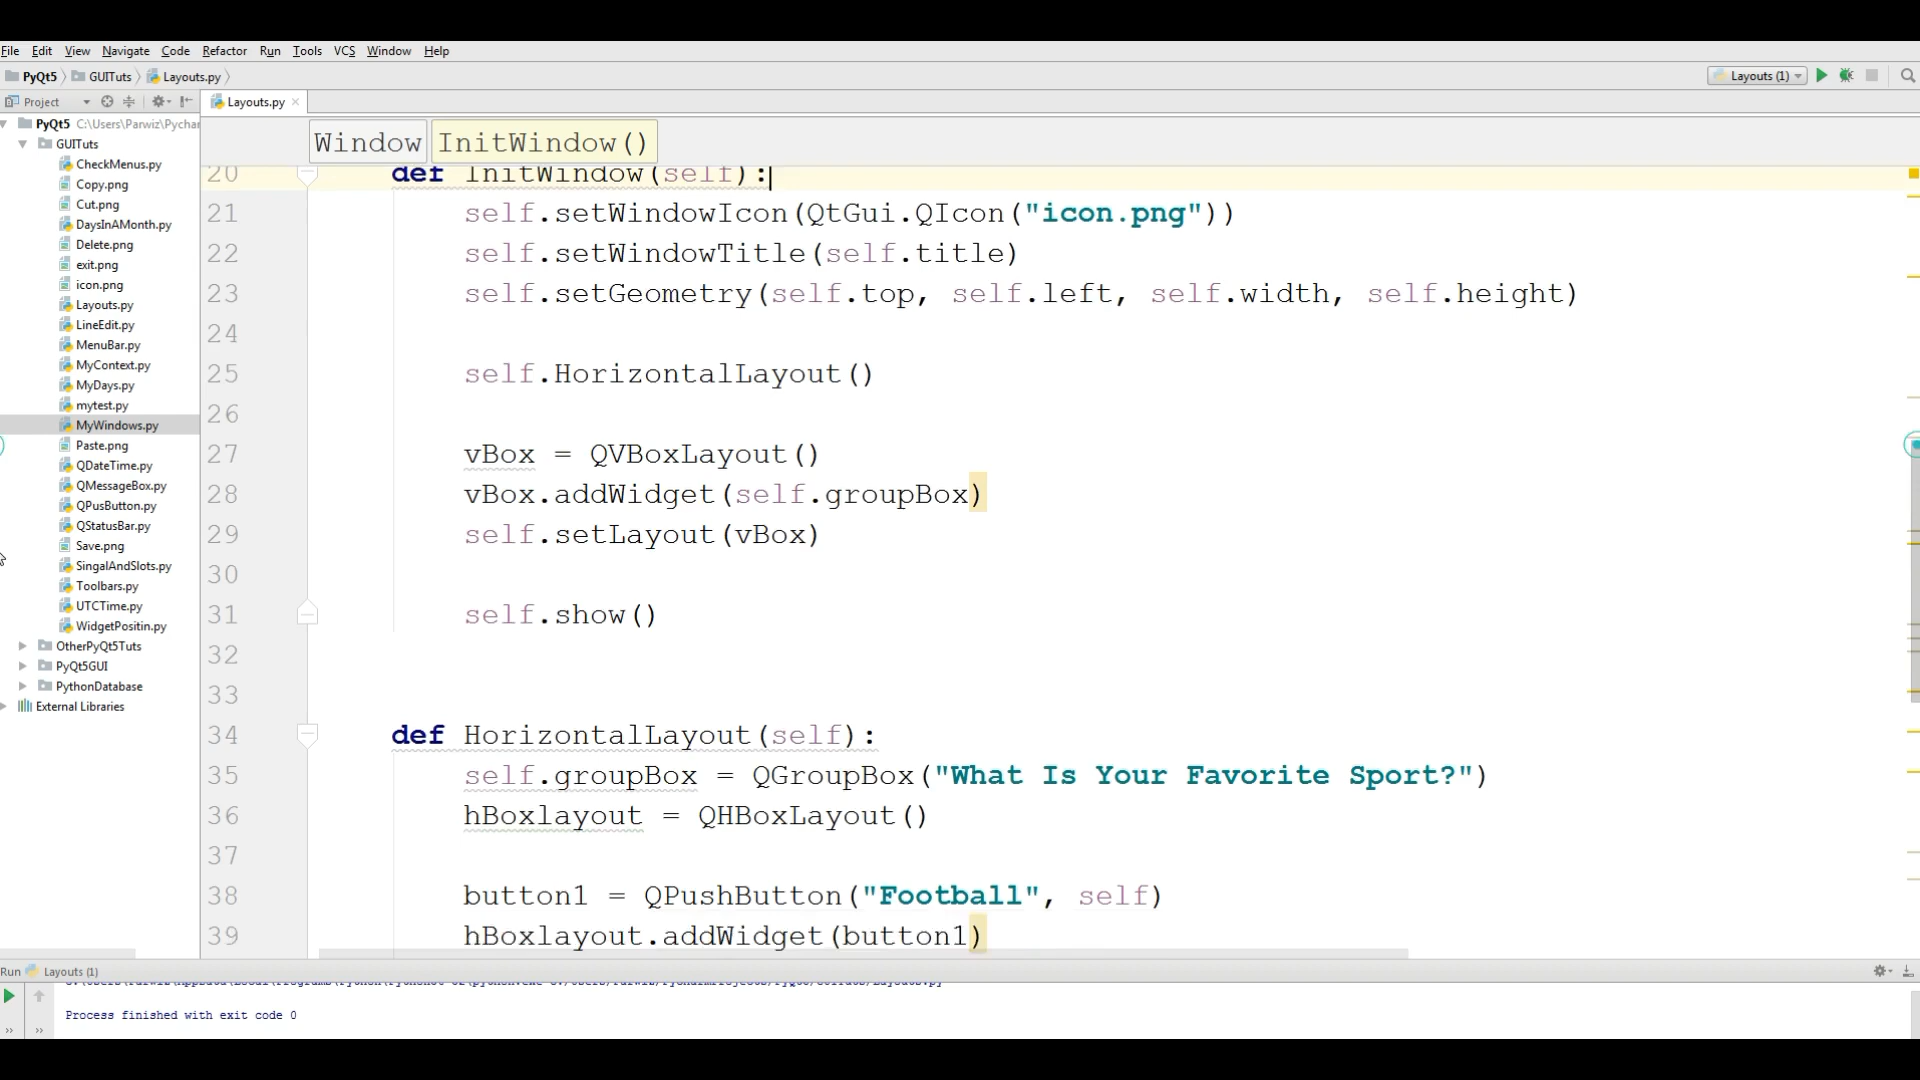 File Edit View Navigate Code Refactor Run Tools VCS Window Help
PyQt5 GUITuts Layouts.py Layouts (1)
Project Layouts.py
PyQt5 C:\Users\Parwiz\Pychar
GUITuts
CheckMenus.py
Copy.png
Cut.png
DaysInAMonth.py
Delete.png
exit.png
icon.png
Layouts.py
LineEdit.py
MenuBar.py
MyContext.py
MyDays.py
mytest.py
MyWindows.py
Paste.png
QDateTime.py
QMessageBox.py
QPusButton.py
QStatusBar.py
Save.png
SingalAndSlots.py
Toolbars.py
UTCTime.py
WidgetPositin.py
OtherPyQt5Tuts
PyQt5GUI
PythonDatabase
External Libraries
Window InitWindow()
20 def InitWindow(self):
21 self.setWindowIcon(QtGui.QIcon("icon.png"))
22 self.setWindowTitle(self.title)
23 self.setGeometry(self.top, self.left, self.width, self.height)
24
25 self.HorizontalLayout()
26
27 vBox = QVBoxLayout()
28 vBox.addWidget(self.groupBox)
29 self.setLayout(vBox)
30
31 self.show()
32
33
34 def HorizontalLayout(self):
35 self.groupBox = QGroupBox("What Is Your Favorite Sport?")
36 hBoxlayout = QHBoxLayout()
37
38 button1 = QPushButton("Football", self)
39 hBoxlayout.addWidget(button1)
Run Layouts (1)
Process finished with exit code 0